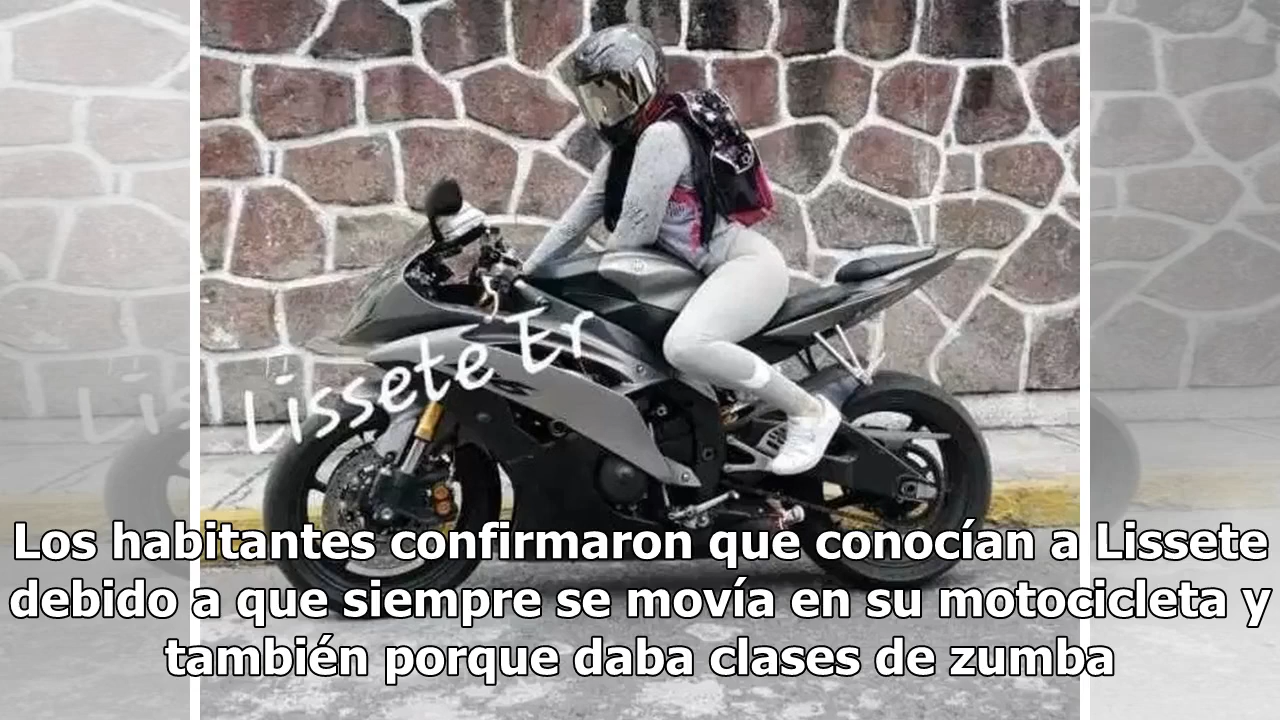 Lissete Er
Los habitantes confirmaron que conocían a Lissete
debido a que siempre se movía en su motocicleta y
también porque daba clases de zumba